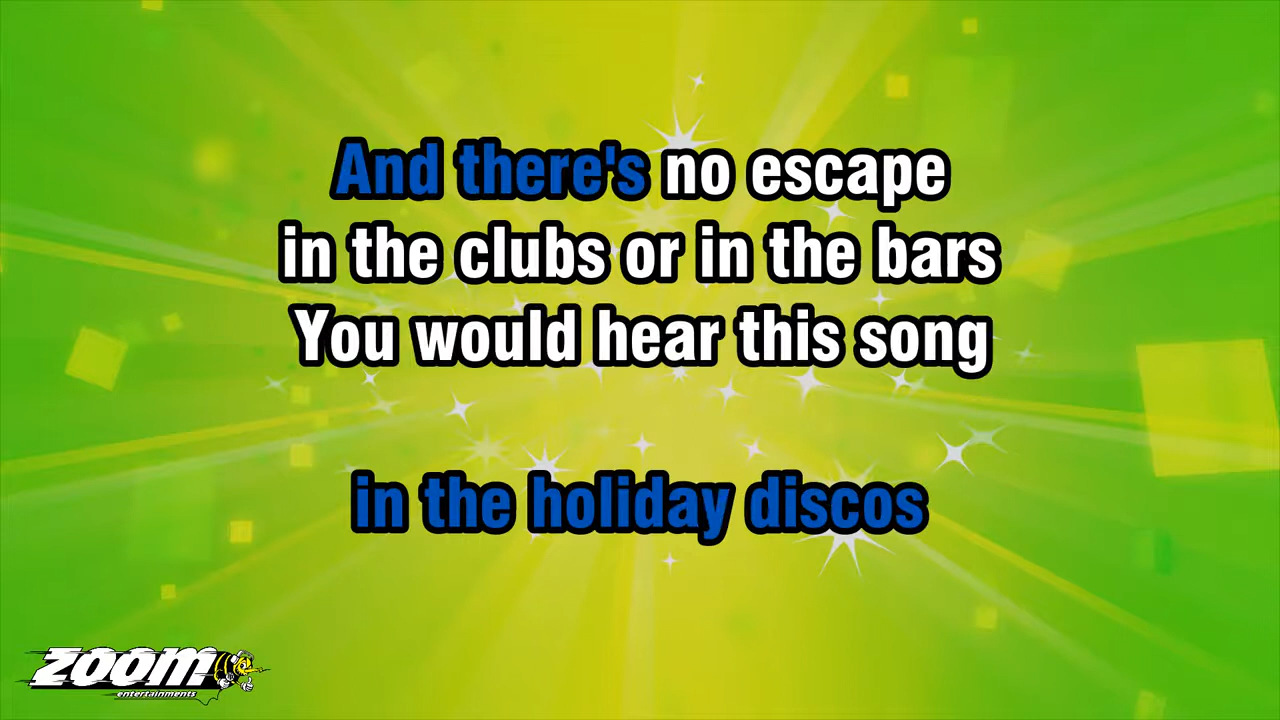 And there's no escape
in the clubs or in the bars
You would hear this song
in the holiday discos
zoom
entertainments